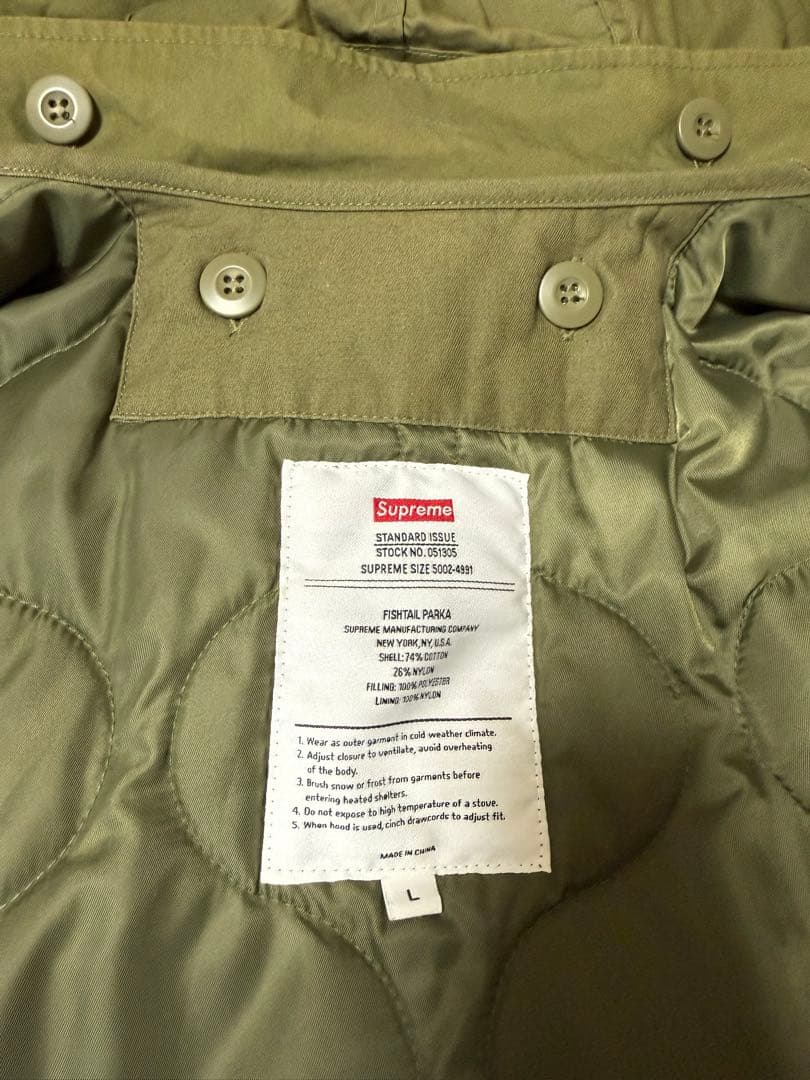 Supreme
STANDARD ISSUE
STOCK NO. 051305
SUPREME SIZE 5002-4991
FISHTAIL PARKA
SUPREME MANUFACTURING COMPANY
NEW YORK, NY, U.S.A.
SHELL: 74% COTTON
26% NYLON
FILLING: 100% POLYESTER
LINING: 100% NYLON
1. Wear as outer garment in cold weather climate.
2. Adjust closure to ventilate, avoid overheating
of the body.
3. Brush snow or frost from garments before
entering heated shelters.
4. Do not expose to high temperature of a stove.
5. When hood is used, cinch drawcords to adjust fit.
MADE IN CHINA
L